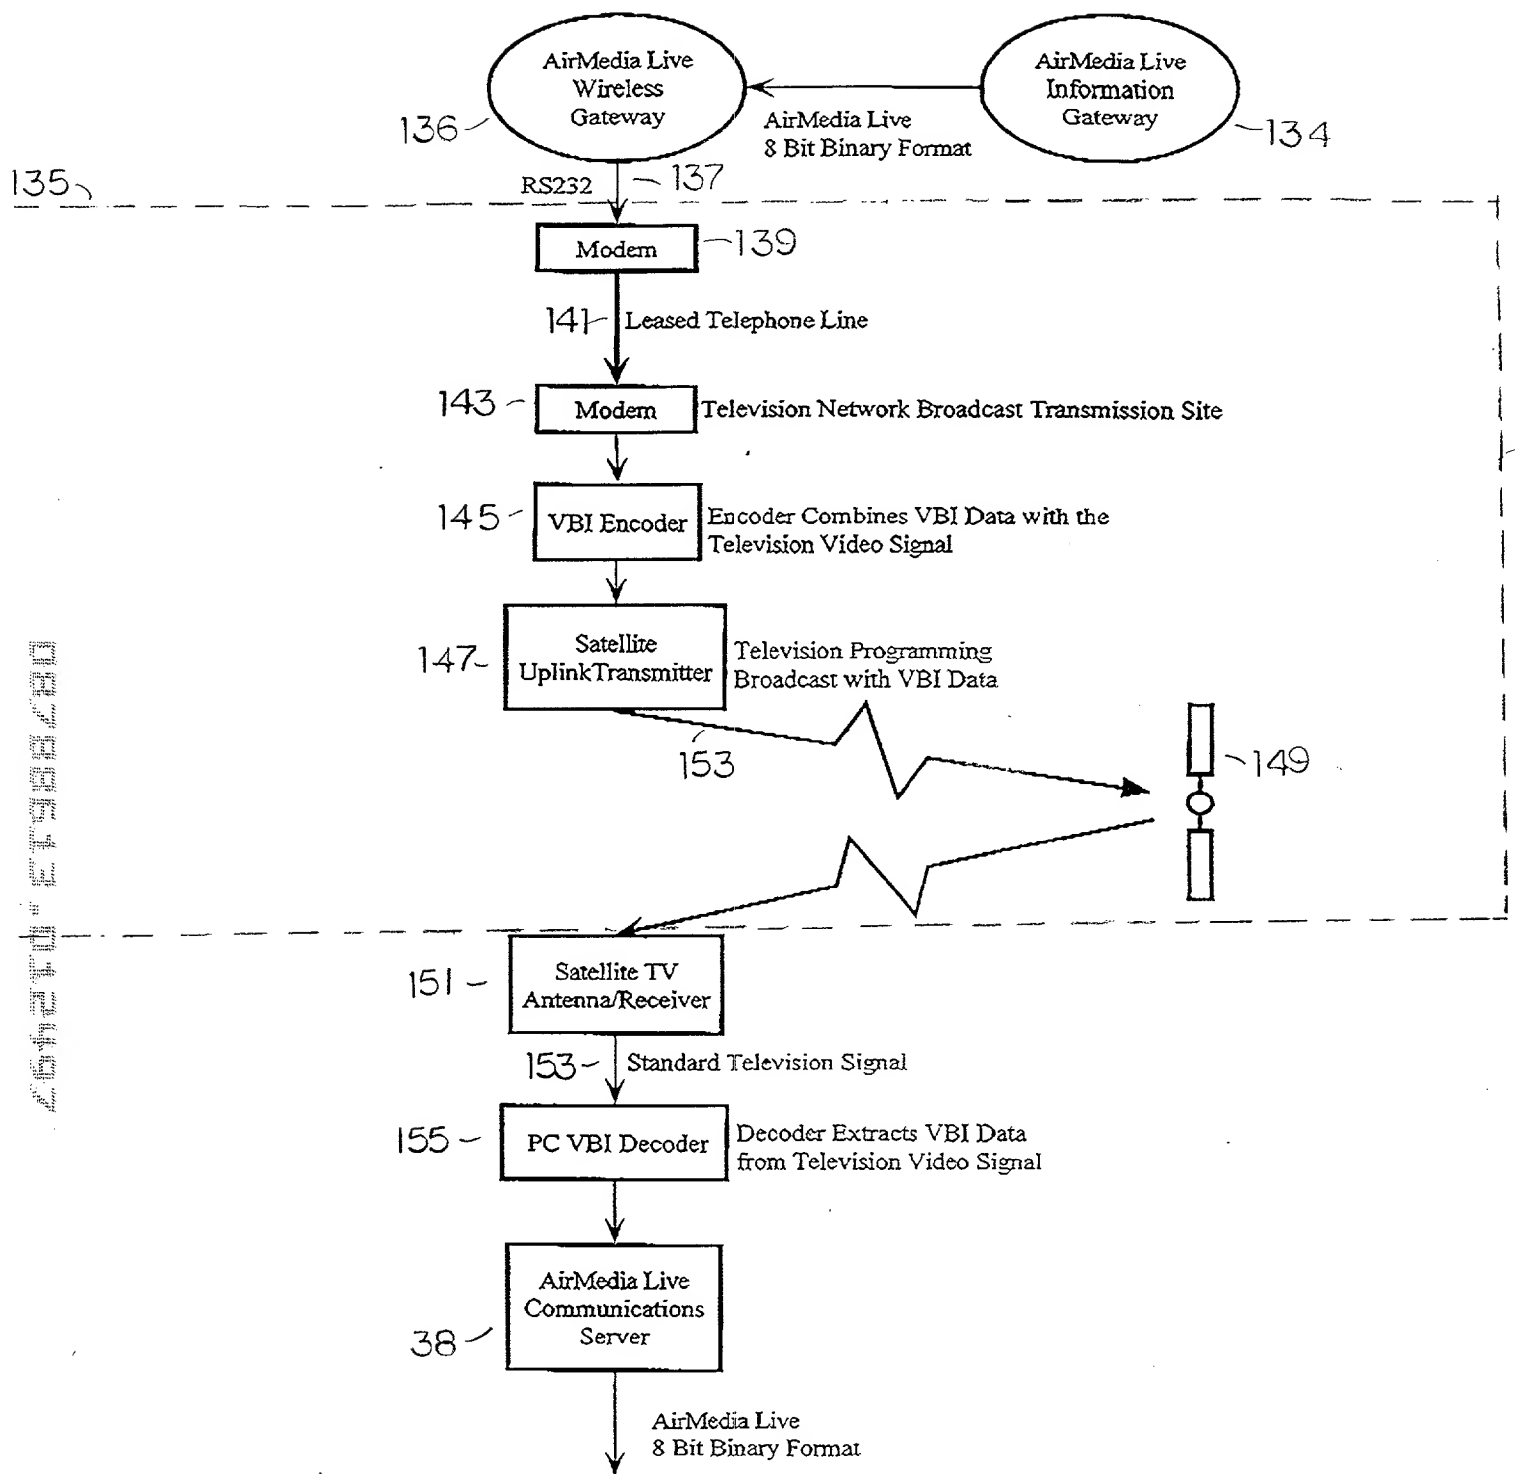 AirMedia Live
Wireless
Gateway
136
AirMedia Live
Information
Gateway
134
AirMedia Live
8 Bit Binary Format
135
RS232
137
Modem
139
141
Leased Telephone Line
143
Modem
Television Network Broadcast Transmission Site
145
VBI Encoder
Encoder Combines VBI Data with the
Television Video Signal
147
Satellite
UplinkTransmitter
Television Programming
Broadcast with VBI Data
153
149
151
Satellite TV
Antenna/Receiver
153
Standard Television Signal
155
PC VBI Decoder
Decoder Extracts VBI Data
from Television Video Signal
38
AirMedia Live
Communications
Server
AirMedia Live
8 Bit Binary Format